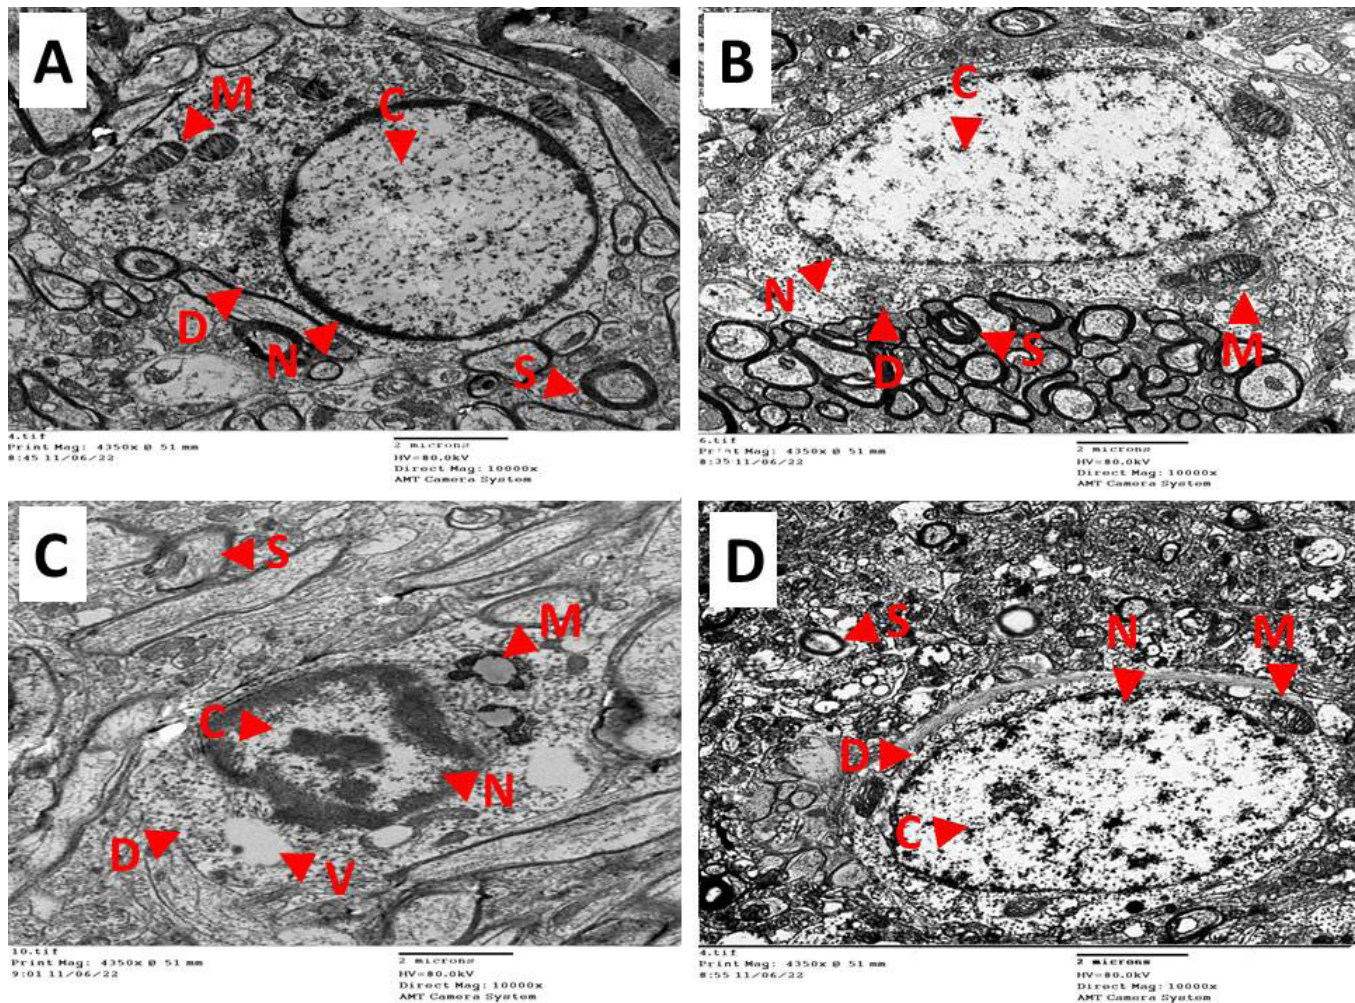 A
M
C
D
N
S
4.tif
Print Mag: 4350x @ 51 mm
8:45 11/06/22
2 microns
HV=80.0kV
Direct Mag: 10000x
AMT Camera System
B
C
N
D
S
M
6.tif
Print Mag: 4350x @ 51 mm
8:35 11/06/22
2 microns
HV=80.0kV
Direct Mag: 10000x
AMT Camera System
C
S
M
C
N
D
V
10.tif
Print Mag: 4350x @ 51 mm
9:01 11/06/22
2 microns
HV=80.0kV
Direct Mag: 10000x
AMT Camera System
D
S
N
M
D
C
4.tif
Print Mag: 4350x @ 51 mm
8:55 11/06/22
2 microns
HV=80.0kV
Direct Mag: 10000x
AMT Camera System